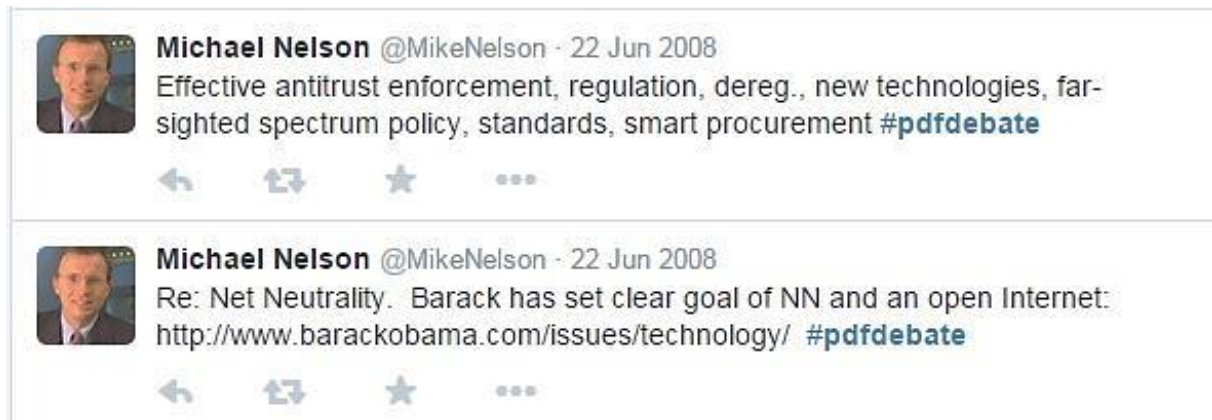 Michael Nelson @MikeNelson · 22 Jun 2008
Effective antitrust enforcement, regulation, dereg., new technologies, far-
sighted spectrum policy, standards, smart procurement #pdfdebate
Michael Nelson @MikeNelson · 22 Jun 2008
Re: Net Neutrality.  Barack has set clear goal of NN and an open Internet:
http://www.barackobama.com/issues/technology/  #pdfdebate